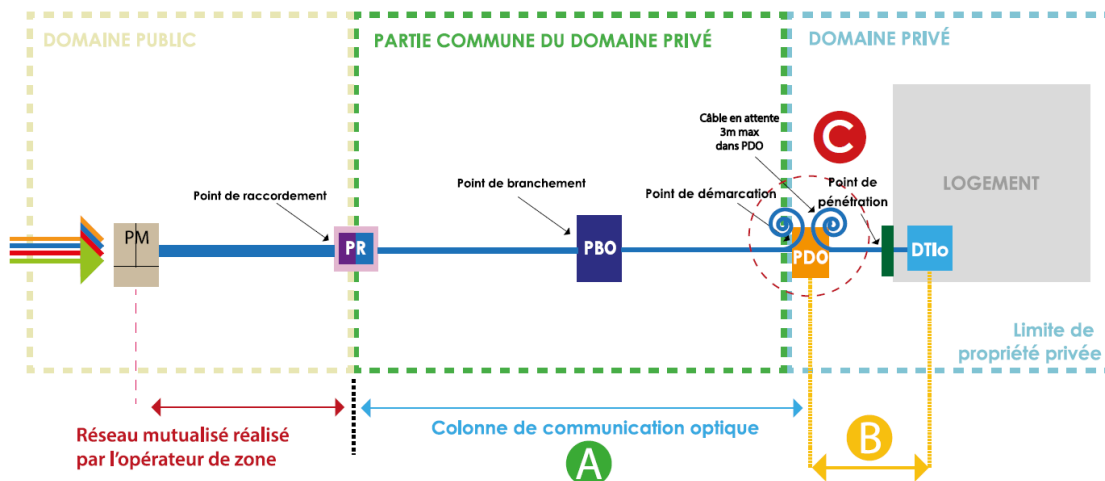 DOMAINE PUBLIC
PARTIE COMMUNE DU DOMAINE PRIVÉ
DOMAINE PRIVÉ
Câble en attente
3m max
dans PDO
C
Point de raccordement
Point de branchement
Point de démarcation
Point de
pénétration
LOGEMENT
PM
PR
PBO
PDO
DTIo
Limite de
propriété privée
Réseau mutualisé réalisé
par l'opérateur de zone
Colonne de communication optique
A
B